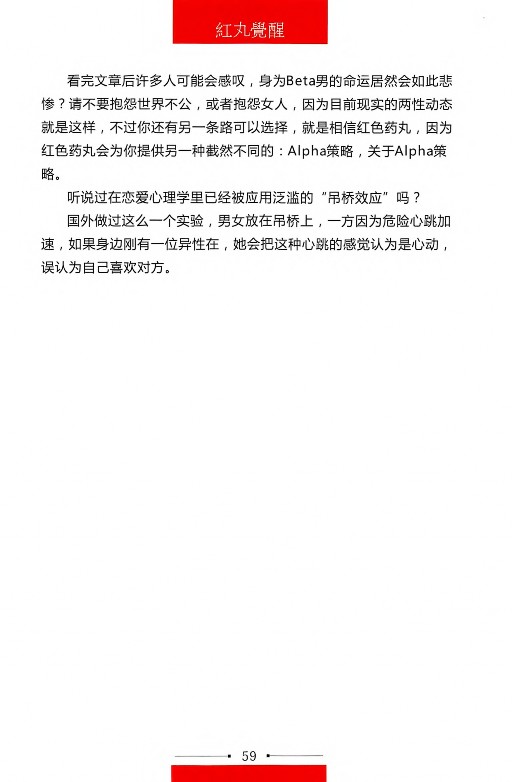 紅丸覺醒
看完文章后许多人可能会感叹，身为Beta男的命运居然会如此悲
惨？请不要抱怨世界不公，或者抱怨女人，因为目前现实的两性动态
就是这样，不过你还有另一条路可以选择，就是相信红色药丸，因为
红色药丸会为你提供另一种截然不同的：Alpha策略，关于Alpha策
略。
听说过在恋爱心理学里已经被应用泛滥的“吊桥效应”吗？
国外做过这么一个实验，男女放在吊桥上，一方因为危险心跳加
速，如果身边刚有一位异性在，她会把这种心跳的感觉认为是心动，
误认为自己喜欢对方。
59